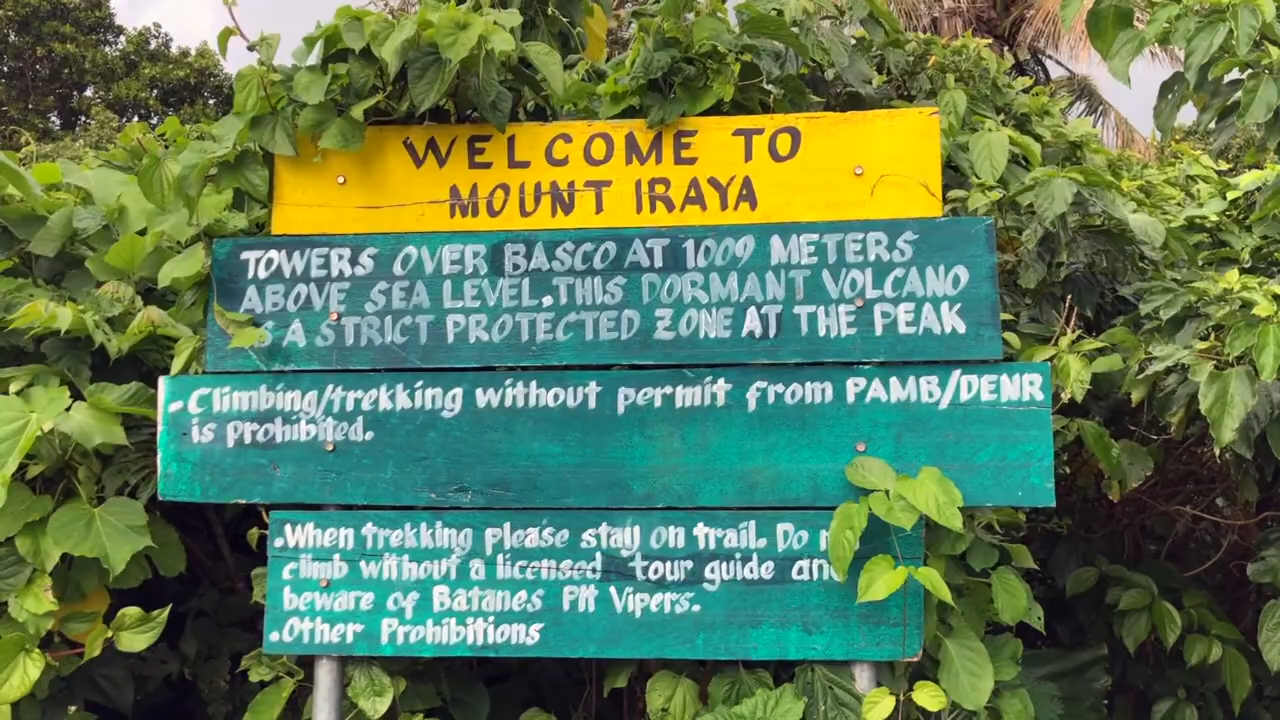 WELCOME TO
MOUNT IRAYA
TOWERS OVER BASCO AT 1009 METERS
ABOVE SEA LEVEL, THIS DORMANT VOLCANO
IS A STRICT PROTECTED ZONE AT THE PEAK
-Climbing/trekking without permit from PAMB/DENR
is prohibited.
.When trekking please stay on trail. Do
climb without a licensed tour guide and
beware of Batanes Pit Vipers.
.Other Prohibitions